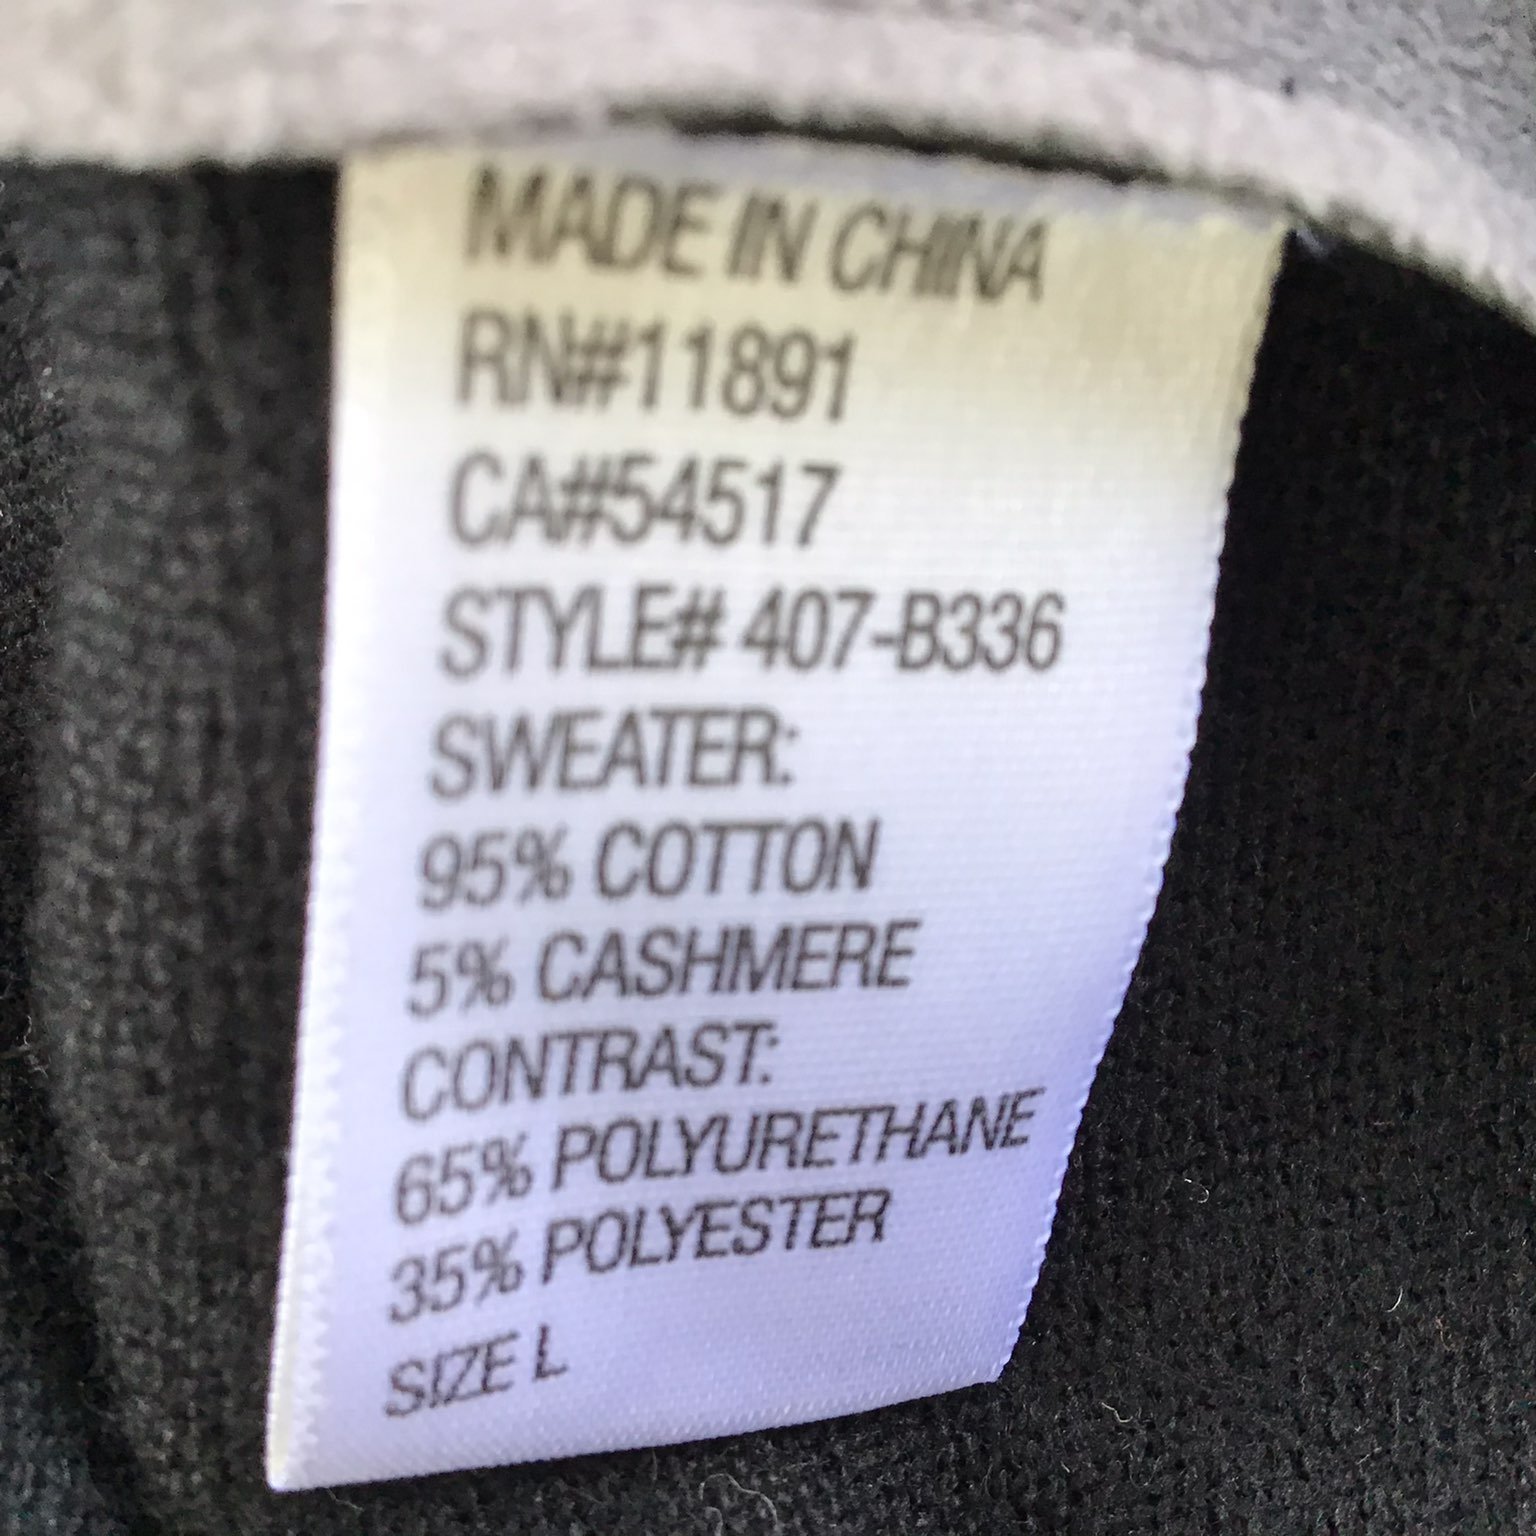 MADE IN CHINA
RN#11891
CA#54517
STYLE# 407-B336
SWEATER:
95% COTTON
5% CASHMERE
CONTRAST:
65% POLYURETHANE
35% POLYESTER
SIZE L